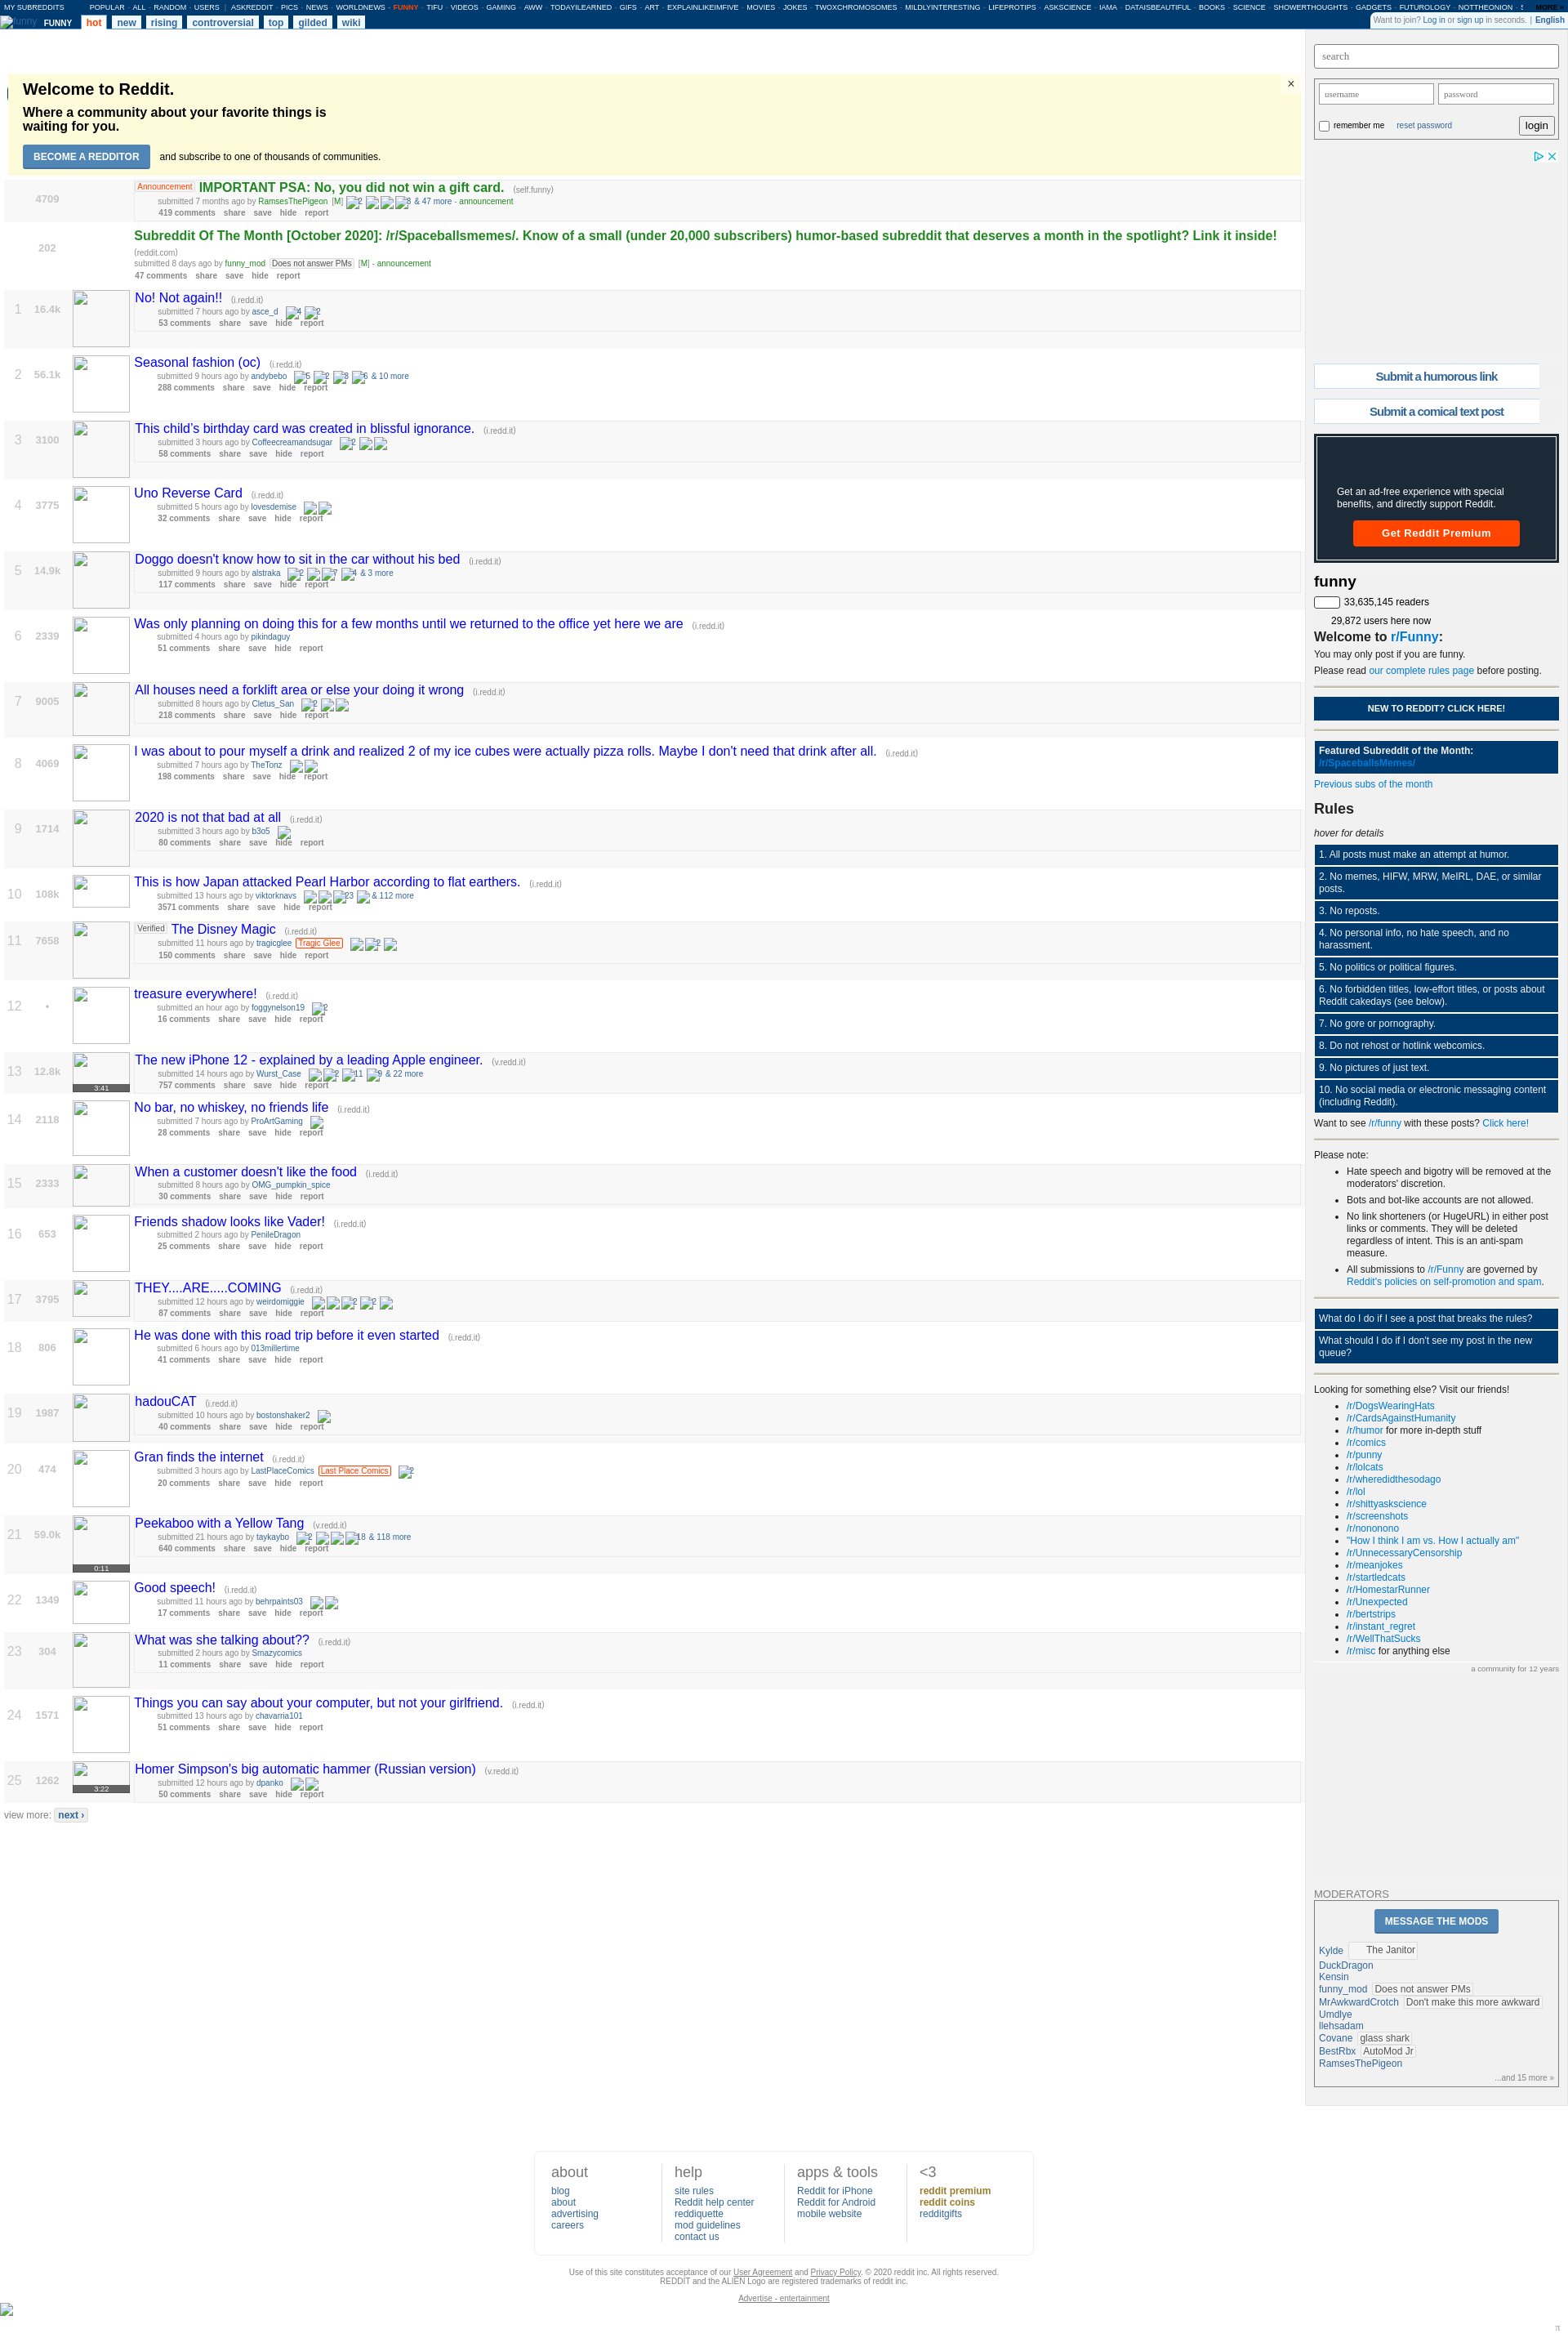 MY SUBREDDITS POPULAR - ALL - RANDOM - USERS | ASKREDDIT - PICS - NEWS - WORLDNEWS - FUNNY - TIFU - VIDEOS - GAMING - AWW - TODAYILEARNED - GIFS - ART - EXPLAINLIKEIMFIVE - MOVIES - JOKES - TWOXCHROMOSOMES - MILDLYINTERESTING - LIFEPROTIPS - ASKSCIENCE - IAMA - DATAISBEAUTIFUL - BOOKS - SCIENCE - SHOWERTHOUGHTS - GADGETS - FUTUROLOGY - NOTTHEONION - MORE »
funny FUNNY hot new rising controversial top gilded wiki
Want to join? Log in or sign up in seconds. | English
Welcome to Reddit.
×
Where a community about your favorite things is
waiting for you.
BECOME A REDDITOR and subscribe to one of thousands of communities.
4709
Announcement IMPORTANT PSA: No, you did not win a gift card. (self.funny)
submitted 7 months ago by RamsesThePigeon [M] 2 3 & 47 more - announcement
419 comments share save hide report
202
Subreddit Of The Month [October 2020]: /r/Spaceballsmemes/. Know of a small (under 20,000 subscribers) humor-based subreddit that deserves a month in the spotlight? Link it inside!
(reddit.com)
submitted 8 days ago by funny_mod Does not answer PMs [M] - announcement
47 comments share save hide report
1 16.4k
No! Not again!! (i.redd.it)
submitted 7 hours ago by asce_d 4 2
53 comments share save hide report
2 56.1k
Seasonal fashion (oc) (i.redd.it)
submitted 9 hours ago by andybebo 5 2 3 6 & 10 more
288 comments share save hide report
3 3100
This child's birthday card was created in blissful ignorance. (i.redd.it)
submitted 3 hours ago by Coffeecreamandsugar 2
58 comments share save hide report
4 3775
Uno Reverse Card (i.redd.it)
submitted 5 hours ago by lovesdemise
32 comments share save hide report
5 14.9k
Doggo doesn't know how to sit in the car without his bed (i.redd.it)
submitted 9 hours ago by alstraka 2 7 4 & 3 more
117 comments share save hide report
6 2339
Was only planning on doing this for a few months until we returned to the office yet here we are (i.redd.it)
submitted 4 hours ago by pikindaguy
51 comments share save hide report
7 9005
All houses need a forklift area or else your doing it wrong (i.redd.it)
submitted 8 hours ago by Cletus_San 2
218 comments share save hide report
8 4069
I was about to pour myself a drink and realized 2 of my ice cubes were actually pizza rolls. Maybe I don't need that drink after all. (i.redd.it)
submitted 7 hours ago by TheTonz
198 comments share save hide report
9 1714
2020 is not that bad at all (i.redd.it)
submitted 3 hours ago by b3o5
80 comments share save hide report
10 108k
This is how Japan attacked Pearl Harbor according to flat earthers. (i.redd.it)
submitted 13 hours ago by viktorknavs 23 & 112 more
3571 comments share save hide report
11 7658
Verified The Disney Magic (i.redd.it)
submitted 11 hours ago by tragicglee Tragic Glee 2
150 comments share save hide report
12 •
treasure everywhere! (i.redd.it)
submitted an hour ago by foggynelson19 2
16 comments share save hide report
13 12.8k
3:41
The new iPhone 12 - explained by a leading Apple engineer. (v.redd.it)
submitted 14 hours ago by Wurst_Case 2 11 9 & 22 more
757 comments share save hide report
14 2118
No bar, no whiskey, no friends life (i.redd.it)
submitted 7 hours ago by ProArtGaming
28 comments share save hide report
15 2333
When a customer doesn't like the food (i.redd.it)
submitted 8 hours ago by OMG_pumpkin_spice
30 comments share save hide report
16 653
Friends shadow looks like Vader! (i.redd.it)
submitted 2 hours ago by PenileDragon
25 comments share save hide report
17 3795
THEY....ARE.....COMING (i.redd.it)
submitted 12 hours ago by weirdomiggie 2 2
87 comments share save hide report
18 806
He was done with this road trip before it even started (i.redd.it)
submitted 6 hours ago by 013millertime
41 comments share save hide report
19 1987
hadouCAT (i.redd.it)
submitted 10 hours ago by bostonshaker2
40 comments share save hide report
20 474
Gran finds the internet (i.redd.it)
submitted 3 hours ago by LastPlaceComics Last Place Comics 2
20 comments share save hide report
21 59.0k
0:11
Peekaboo with a Yellow Tang (v.redd.it)
submitted 21 hours ago by taykaybo 2 18 & 118 more
640 comments share save hide report
22 1349
Good speech! (i.redd.it)
submitted 11 hours ago by behrpaints03
17 comments share save hide report
23 304
What was she talking about?? (i.redd.it)
submitted 2 hours ago by Smazycomics
11 comments share save hide report
24 1571
Things you can say about your computer, but not your girlfriend. (i.redd.it)
submitted 13 hours ago by chavarria101
51 comments share save hide report
25 1262
3:22
Homer Simpson's big automatic hammer (Russian version) (v.redd.it)
submitted 12 hours ago by dpanko
50 comments share save hide report
view more: next ›
search
username password
remember me reset password login
Submit a humorous link
Submit a comical text post
Get an ad-free experience with special
benefits, and directly support Reddit.
Get Reddit Premium
funny
33,635,145 readers
29,872 users here now
Welcome to r/Funny:
You may only post if you are funny.
Please read our complete rules page before posting.
NEW TO REDDIT? CLICK HERE!
Featured Subreddit of the Month:
/r/SpaceballsMemes/
Previous subs of the month
Rules
hover for details
1. All posts must make an attempt at humor.
2. No memes, HIFW, MRW, MeIRL, DAE, or similar
posts.
3. No reposts.
4. No personal info, no hate speech, and no
harassment.
5. No politics or political figures.
6. No forbidden titles, low-effort titles, or posts about
Reddit cakedays (see below).
7. No gore or pornography.
8. Do not rehost or hotlink webcomics.
9. No pictures of just text.
10. No social media or electronic messaging content
(including Reddit).
Want to see /r/funny with these posts? Click here!
Please note:
Hate speech and bigotry will be removed at the
moderators' discretion.
Bots and bot-like accounts are not allowed.
No link shorteners (or HugeURL) in either post
links or comments. They will be deleted
regardless of intent. This is an anti-spam
measure.
All submissions to /r/Funny are governed by
Reddit's policies on self-promotion and spam.
What do I do if I see a post that breaks the rules?
What should I do if I don't see my post in the new
queue?
Looking for something else? Visit our friends!
/r/DogsWearingHats
/r/CardsAgainstHumanity
/r/humor for more in-depth stuff
/r/comics
/r/punny
/r/lolcats
/r/wheredidthesodago
/r/lol
/r/shittyaskscience
/r/screenshots
/r/nononono
"How I think I am vs. How I actually am"
/r/UnnecessaryCensorship
/r/meanjokes
/r/startledcats
/r/HomestarRunner
/r/Unexpected
/r/bertstrips
/r/instant_regret
/r/WellThatSucks
/r/misc for anything else
a community for 12 years
MODERATORS
MESSAGE THE MODS
Kylde The Janitor
DuckDragon
Kensin
funny_mod Does not answer PMs
MrAwkwardCrotch Don't make this more awkward
Umdlye
llehsadam
Covane glass shark
BestRbx AutoMod Jr
RamsesThePigeon
...and 15 more »
about
blog
about
advertising
careers
help
site rules
Reddit help center
reddiquette
mod guidelines
contact us
apps & tools
Reddit for iPhone
Reddit for Android
mobile website
<3
reddit premium
reddit coins
redditgifts
Use of this site constitutes acceptance of our User Agreement and Privacy Policy. © 2020 reddit inc. All rights reserved.
REDDIT and the ALIEN Logo are registered trademarks of reddit inc.
Advertise - entertainment